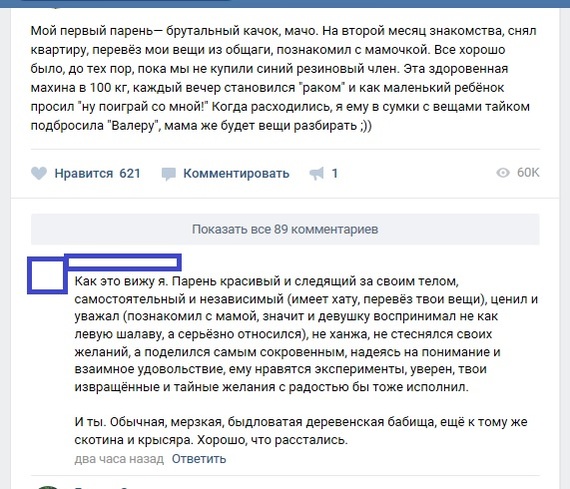 Мой первый парень— брутальный качок, мачо. На второй месяц знакомства, снял
квартиру, перевёз мои вещи из общаги, познакомил с мамочкой. Все хорошо
было, до тех пор, пока мы не купили синий резиновый член. Эта здоровенная
махина в 100 кг, каждый вечер становился "раком" и как маленький ребёнок
просил "ну поиграй со мной!" Когда расходились, я ему в сумки с вещами тайком
подбросила "Валеру", мама же будет вещи разбирать ;))
Нравится 621 Комментировать 1 60K
Показать все 89 комментариев
Как это вижу я. Парень красивый и следящий за своим телом,
самостоятельный и независимый (имеет хату, перевёз твои вещи), ценил и
уважал (познакомил с мамой, значит и девушку воспринимал не как
левую шалаву, а серьёзно относился), не ханжа, не стеснялся своих
желаний, а поделился самым сокровенным, надеясь на понимание и
взаимное удовольствие, ему нравятся эксперименты, уверен, твои
извращённые и тайные желания с радостью бы тоже исполнил.
И ты. Обычная, мерзкая, быдловатая деревенская бабища, ещё к тому же
скотина и крысяра. Хорошо, что расстались.
два часа назад Ответить